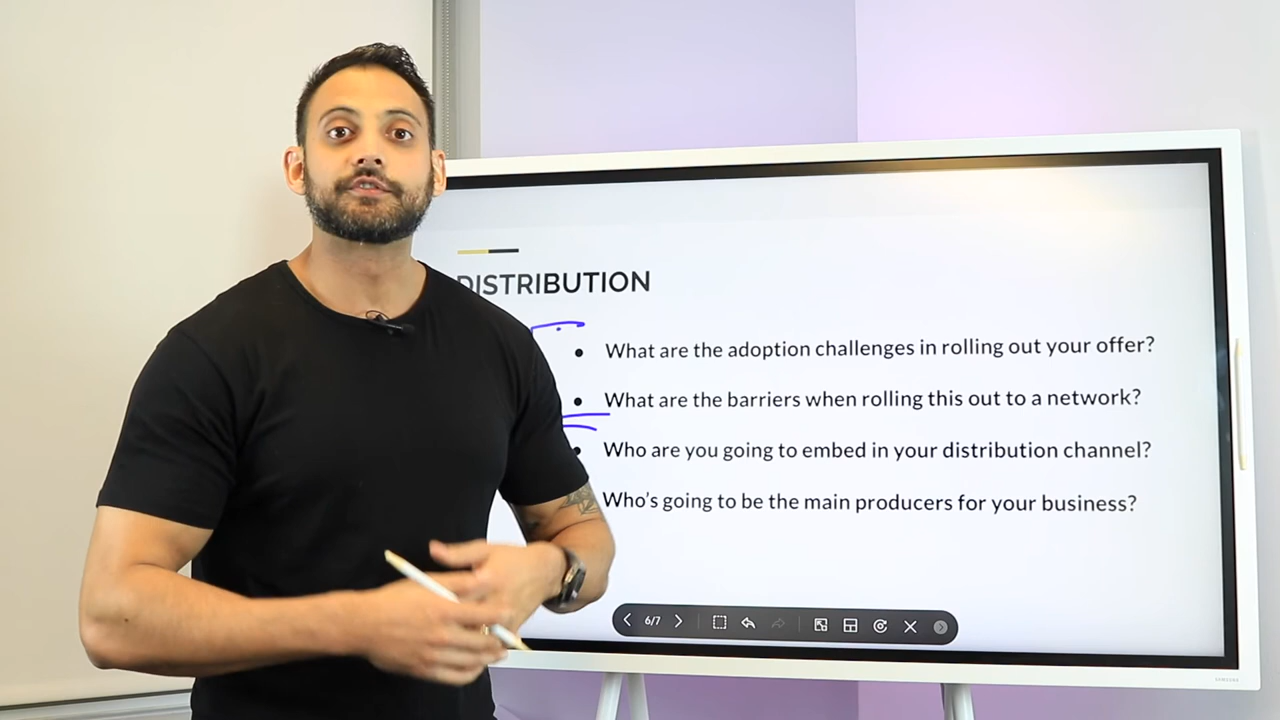 DISTRIBUTION
What are the adoption challenges in rolling out your offer?
What are the barriers when rolling this out to a network?
Who are you going to embed in your distribution channel?
Who's going to be the main producers for your business?
6/7
SAMSUNG